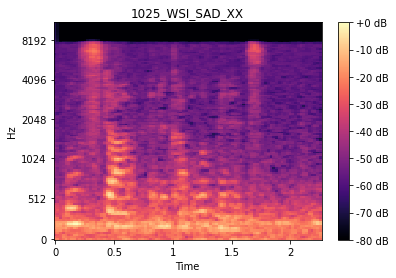 1025_WSI_SAD_XX
+0 dB
8192
-10 dB
4096
-20 dB
-30 dB
2048
Hz
-40 dB
1024
-50 dB
512
-60 dB
-70 dB
0
-80 dB
0 0.5 1 1.5 2
Time